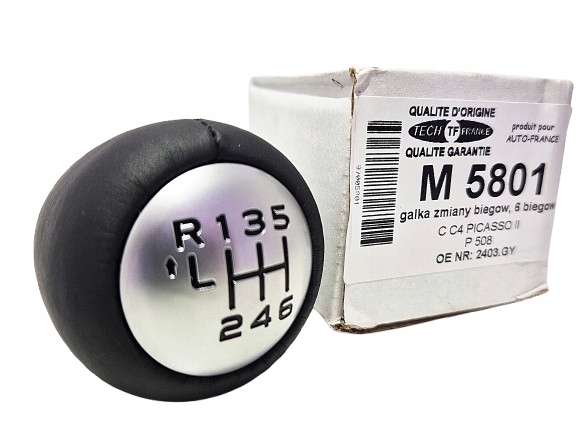 R 1 3 5
2 4 6
QUALITE D'ORIGINE
TECH TF FRANCE
QUALITE GARANTIE
produit pour
AUTO-FRANCE
M 5801
galka zmiany biegow, 6 biegow
C C4 PICASSO II
P 508
OE NR: 2403.GY